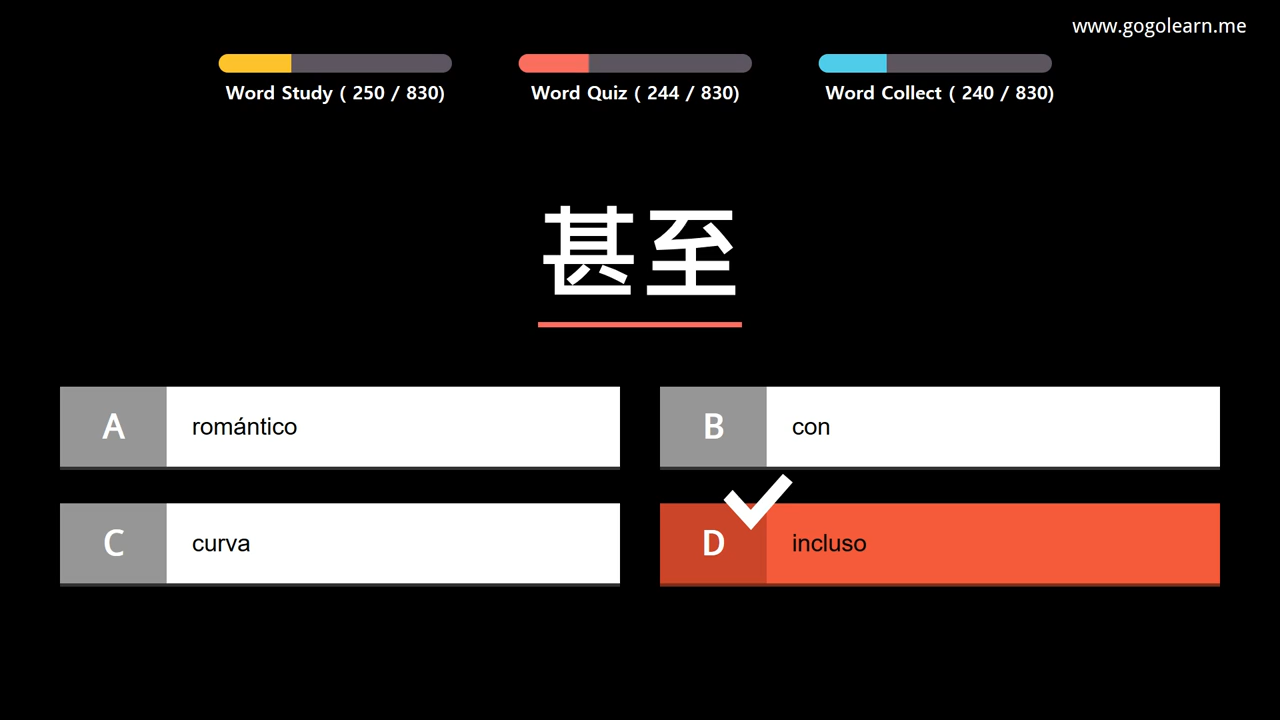 www.gogolearn.me
Word Study ( 250 / 830)
Word Quiz ( 244 / 830)
Word Collect ( 240 / 830)
甚至
A romántico
B con
C curva
D incluso